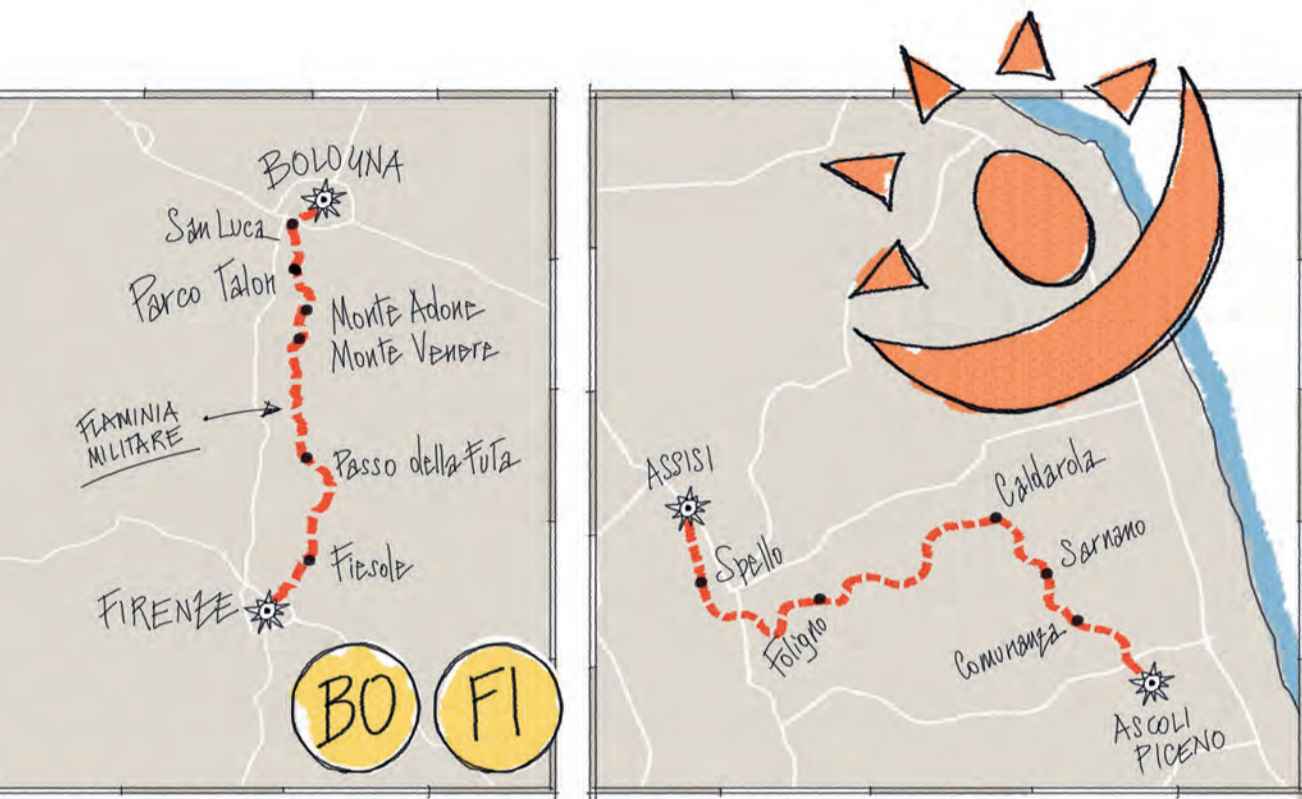 BOLOGNA
San Luca
Parco Talon
Monte Adone
Monte Venere
FLAMINIA
MILITARE
Passo della Futa
Fiesole
FIRENZE
BO
FI
ASSISI
Spello
Foligno
Caldarola
Sarnano
Comunanza
ASCOLI
PICENO